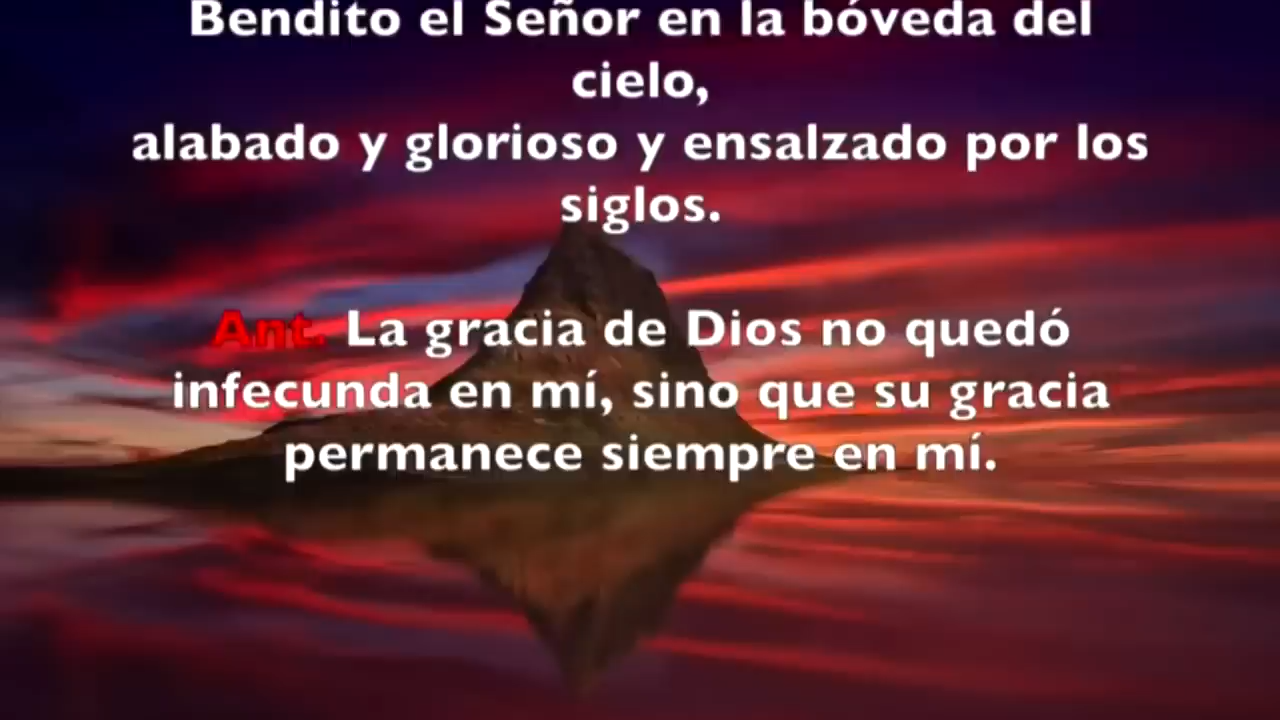 Bendito el Señor en la bóveda del
cielo,
alabado y glorioso y ensalzado por los
siglos.
Ant. La gracia de Dios no quedó
infecunda en mí, sino que su gracia
permanece siempre en mí.